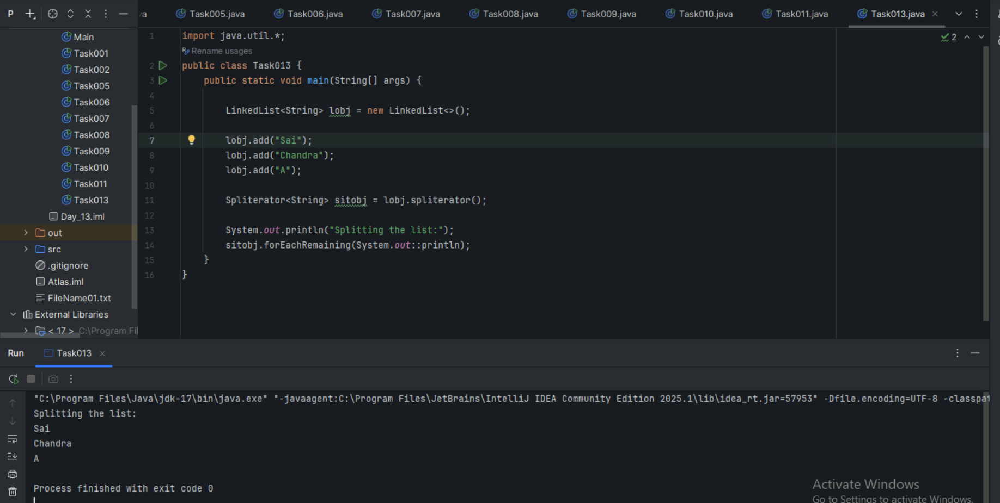 P
va
Task005.java
Task006.java
Task007.java
Task008.java
Task009.java
Task010.java
Task011.java
Task013.java
Main
Task001
Task002
Task005
Task006
Task007
Task008
Task009
Task010
Task011
Task013
Day_13.iml
out
src
.gitignore
Atlas.iml
FileName01.txt
External Libraries
< 17 > C:\Program Fil
2
1 import java.util.*;
Rename usages
2 public class Task013 {
3 public static void main(String[] args) {
4
5 LinkedList<String> lobj = new LinkedList<>();
6
7 lobj.add("Sai");
8 lobj.add("Chandra");
9 lobj.add("A");
10
11 Spliterator<String> sitobj = lobj.spliterator();
12
13 System.out.println("Splitting the list:");
14 sitobj.forEachRemaining(System.out::println);
15 }
16 }
Run Task013
"C:\Program Files\Java\jdk-17\bin\java.exe" "-javaagent:C:\Program Files\JetBrains\IntelliJ IDEA Community Edition 2025.1\lib\idea_rt.jar=57953" -Dfile.encoding=UTF-8 -classpat
Splitting the list:
Sai
Chandra
A
Process finished with exit code 0
Activate Windows
Go to Settings to activate Windows.